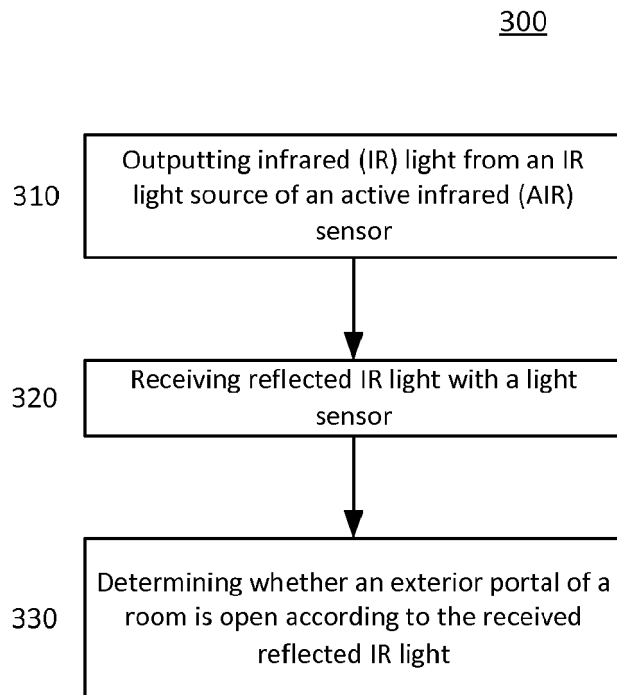 300
310
Outputting infrared (IR) light from an IR
light source of an active infrared (AIR)
sensor
320
Receiving reflected IR light with a light
sensor
330
Determining whether an exterior portal of a
room is open according to the received
reflected IR light